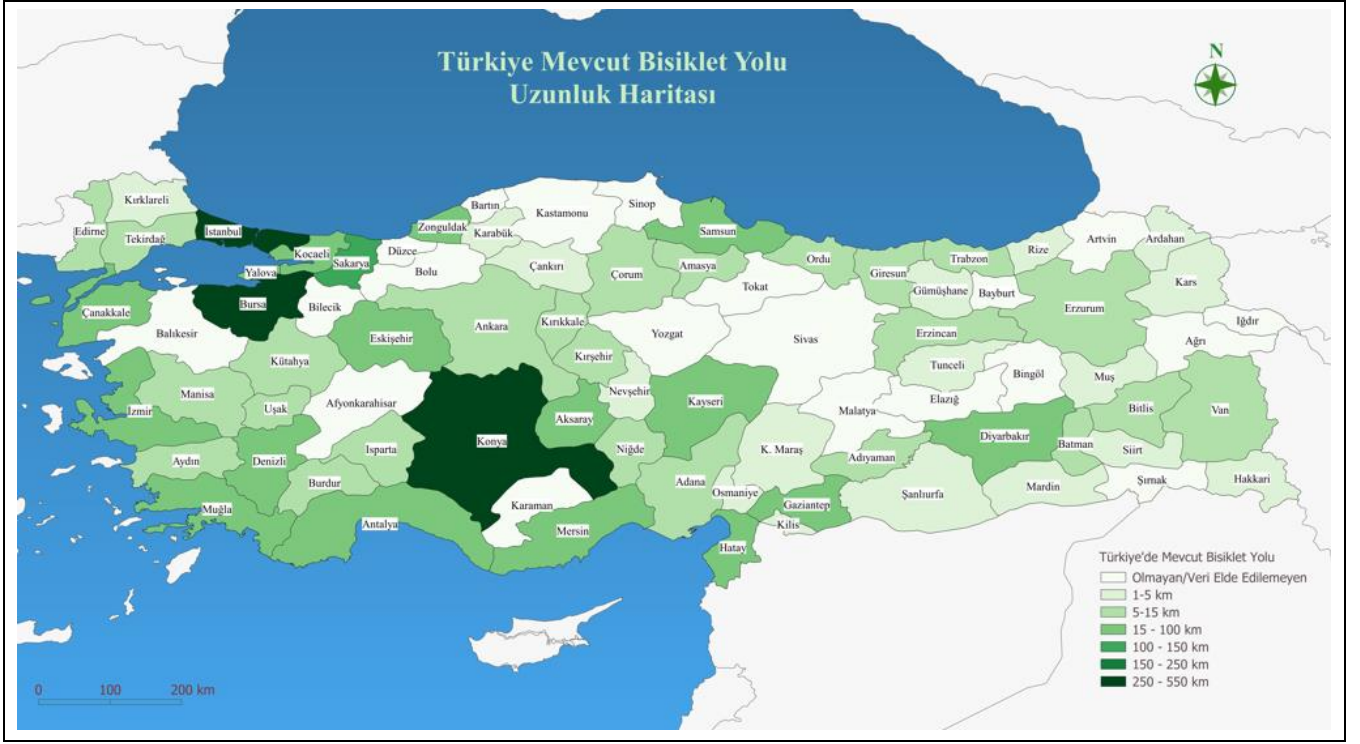 Türkiye Mevcut Bisiklet Yolu
Uzunluk Haritası
N
Kırklareli
Edirne
Tekirdağ
İstanbul
Kocaeli
Sakarya
Yalova
Düzce
Bolu
Zonguldak
Bartın
Karabük
Kastamonu
Sinop
Samsun
Ordu
Giresun
Trabzon
Rize
Artvin
Ardahan
Kars
Iğdır
Ağrı
Çanakkale
Balıkesir
Bursa
Bilecik
Eskişehir
Kütahya
Ankara
Çankırı
Kırıkkale
Çorum
Amasya
Tokat
Gümüşhane
Bayburt
Erzurum
Erzincan
Yozgat
Sivas
Kırşehir
Nevşehir
Kayseri
Tunceli
Bingöl
Muş
Elazığ
Malatya
Bitlis
Van
Manisa
Uşak
Afyonkarahisar
Izmir
Aydın
Denizli
Isparta
Burdur
Konya
Aksaray
Niğde
K. Maraş
Adıyaman
Diyarbakır
Batman
Siirt
Şırnak
Hakkari
Mardin
Şanlıurfa
Gaziantep
Kilis
Osmaniye
Adana
Hatay
Mersin
Karaman
Antalya
Muğla
Türkiye'de Mevcut Bisiklet Yolu
Olmayan/Veri Elde Edilemeyen
1-5 km
5-15 km
15 - 100 km
100 - 150 km
150 - 250 km
250 - 550 km
0 100 200 km